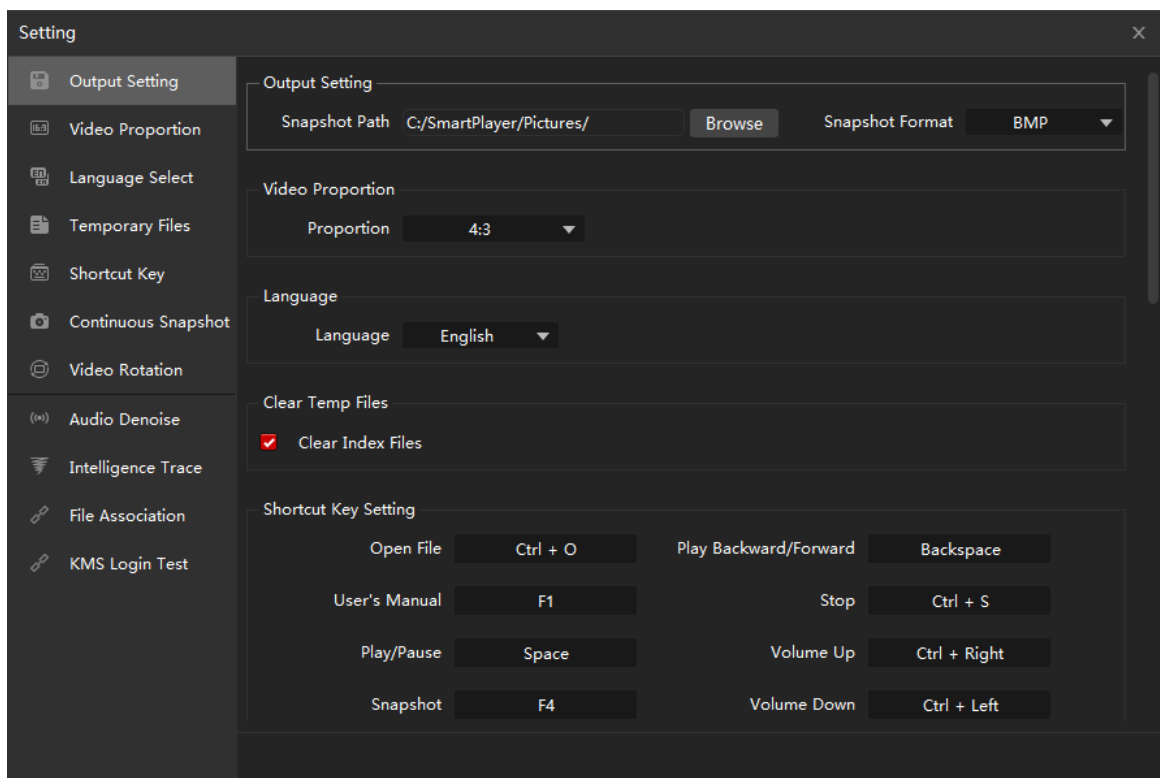 Setting
Output Setting
Video Proportion
Language Select
Temporary Files
Shortcut Key
Continuous Snapshot
Video Rotation
Audio Denoise
Intelligence Trace
File Association
KMS Login Test
Output Setting
Snapshot Path C:/SmartPlayer/Pictures/ Browse Snapshot Format BMP
Video Proportion
Proportion 4:3
Language
Language English
Clear Temp Files
Clear Index Files
Shortcut Key Setting
Open File Ctrl + O Play Backward/Forward Backspace
User's Manual F1 Stop Ctrl + S
Play/Pause Space Volume Up Ctrl + Right
Snapshot F4 Volume Down Ctrl + Left